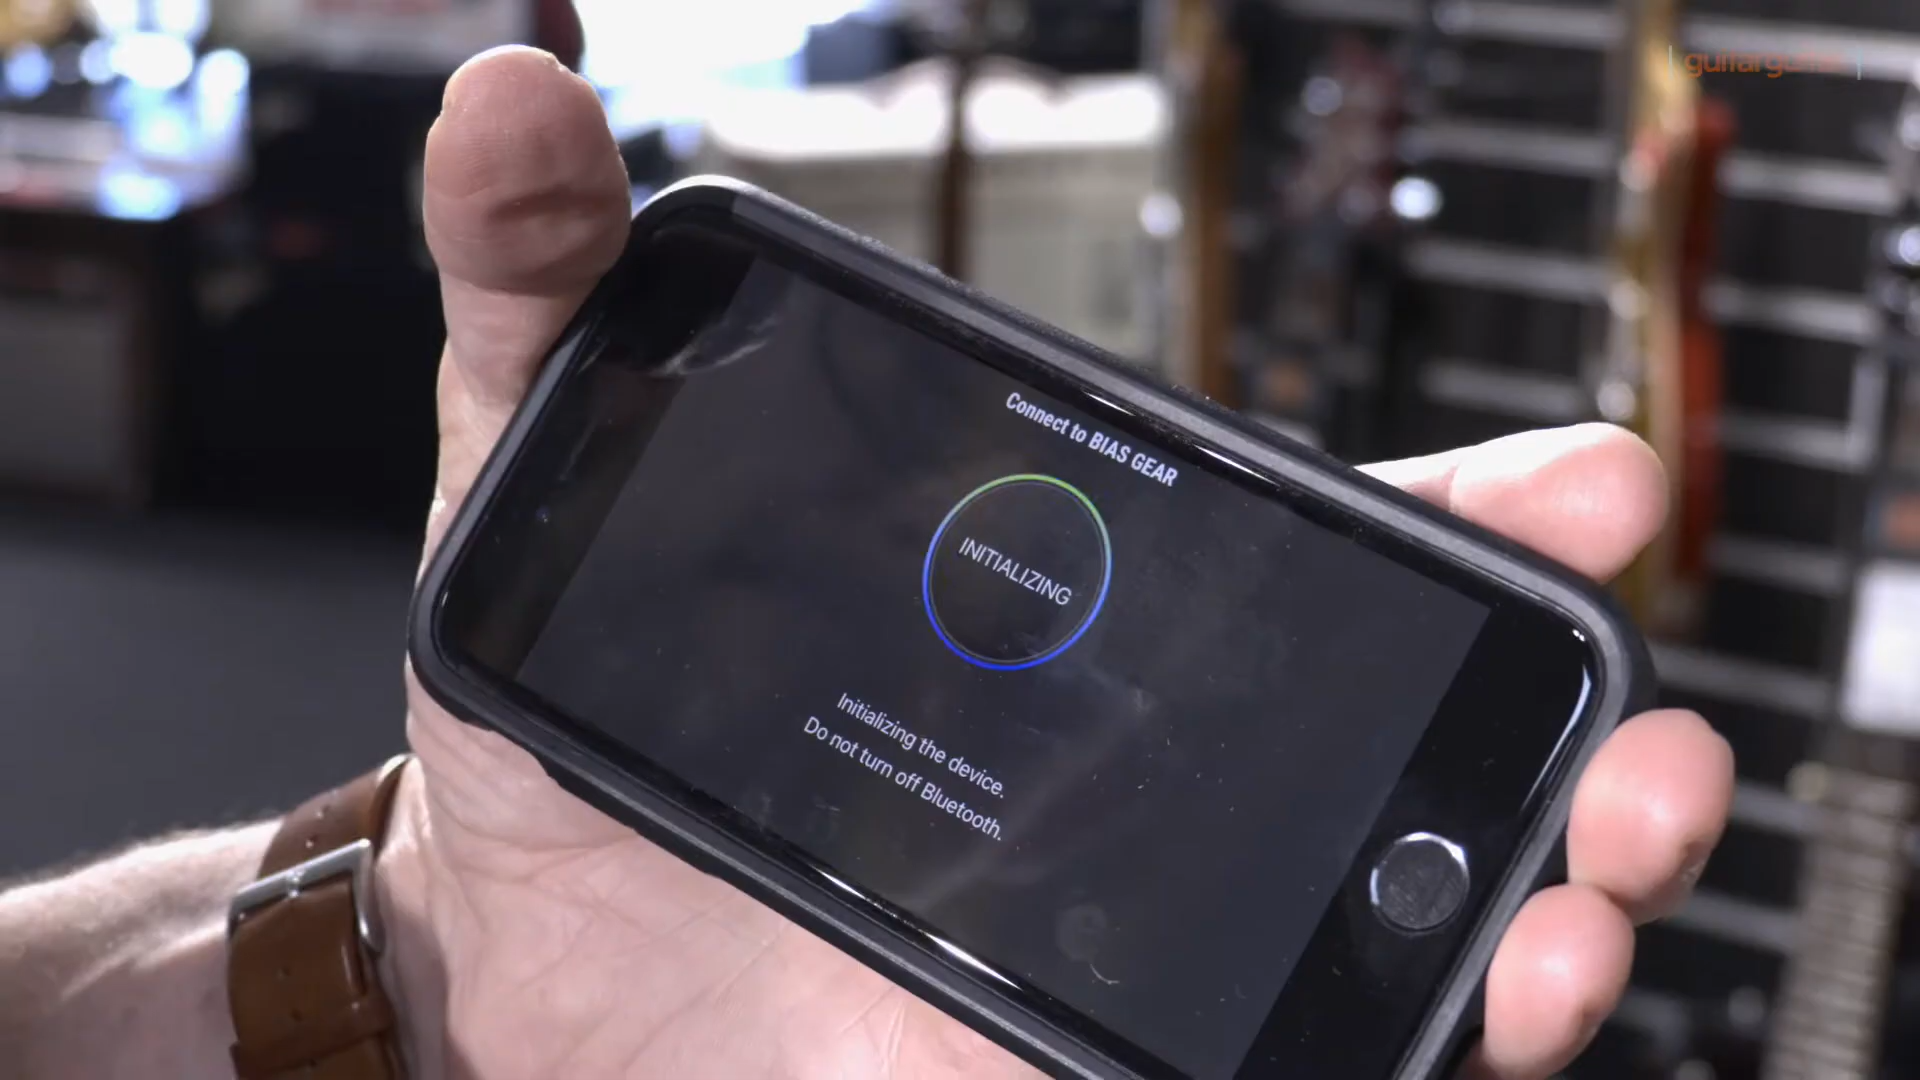 Connect to BIAS GEAR
INITIALIZING
Initializing the device.
Do not turn off Bluetooth.